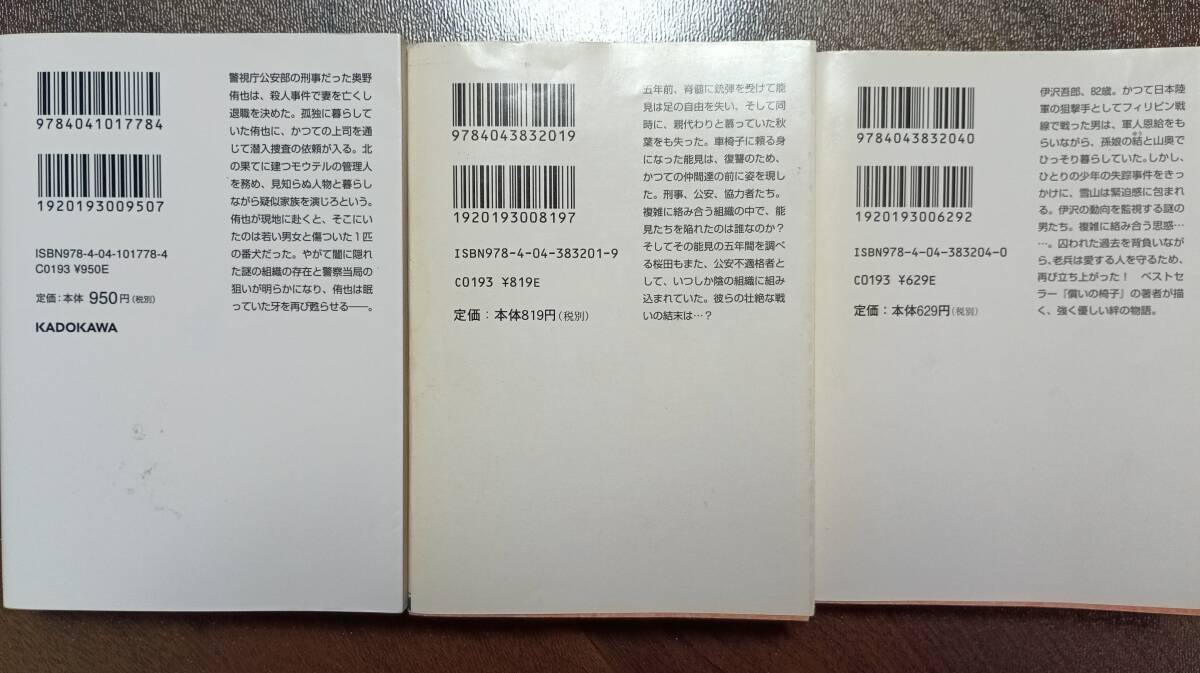 9784041017784
1920193009507
ISBN978-4-04-101778-4
C0193 ¥950E
定価：本体 950円(税別)
KADOKAWA
警視庁公安部の刑事だった奥野
侑也は、殺人事件で妻を亡くし
退職を決めた。孤独に暮らして
いた侑也に、かつての上司を通
じて潜入捜査の依頼が入る。北
の果てに建つモウテルの管理人
を務め、見知らぬ人物と暮らし
ながら疑似家族を演じろという。
侑也が現地に赴くと、そこにい
たのは若い男女と傷ついた1匹
の番犬だった。やがて闇に隠れ
た謎の組織の存在と警察当局の
狙いが明らかになり、侑也は眠
っていた牙を再び甦らせる――。
9784043832019
1920193008197
ISBN978-4-04-383201-9
C0193 ¥819E
定価：本体819円(税別)
五年前、脊髄に銃弾を受けて能
見は足の自由を失い、そして同
時に、親代わりと慕っていた秋
葉をも失った。車椅子に頼る身
になった能見は、復讐のため、
かつての仲間達の前に姿を現し
た。刑事、公安、協力者たち。
複雑に絡み合う組織の中で、能
見たちを陥れたのは誰なのか？
そしてその能見の五年間を調べ
る桜田もまた、公安不適格者と
して、いつしか陰の組織に組み
込まれていた。彼らの壮絶な戦
いの結末は…？
9784043832040
1920193006292
ISBN978-4-04-383204-0
C0193 ¥629E
定価：本体629円(税別)
伊沢吾郎、82歳。かつて日本陸
軍の狙撃手としてフィリピン戦
線で戦った男は、軍人恩給をも
らいながら、孫娘の結と山奥で
ひっそり暮らしていた。しかし、
ひとりの少年の失踪事件をきっ
かけに、雪山は緊迫感に包まれ
る。伊沢の動向を監視する謎の
男たち。複雑に絡み合う思惑…
…。囚われた過去を背負いなが
ら、老兵は愛する人を守るため、
再び立ち上がった！ ベストセ
ラー『償いの椅子』の著者が描
く、強く優しい絆の物語。